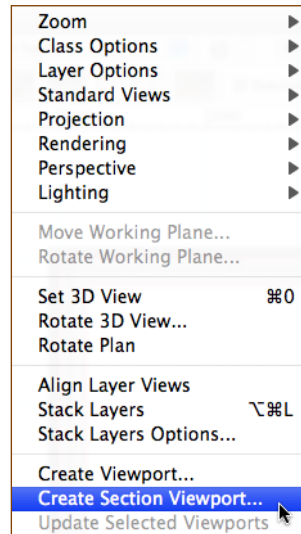 Zoom
Class Options
Layer Options
Standard Views
Projection
Rendering
Perspective
Lighting
Move Working Plane...
Rotate Working Plane...
Set 3D View ⌘0
Rotate 3D View...
Rotate Plan
Align Layer Views
Stack Layers ⌥⌘L
Stack Layers Options...
Create Viewport...
Create Section Viewport...
Update Selected Viewports